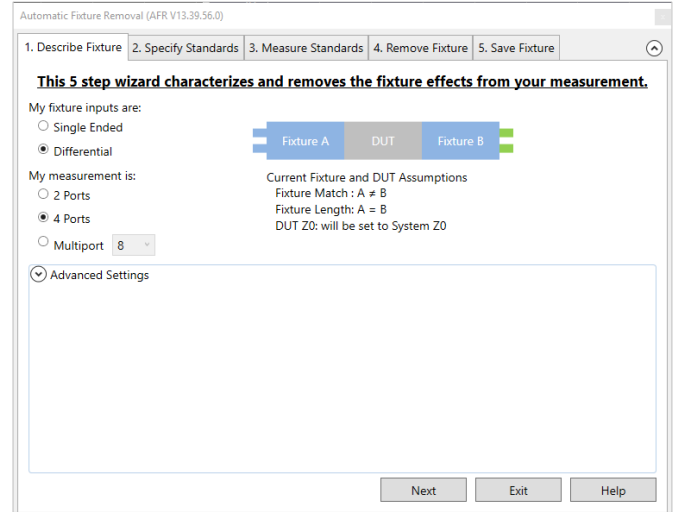 Automatic Fixture Removal (AFR V13.39.56.0)
1. Describe Fixture 2. Specify Standards 3. Measure Standards 4. Remove Fixture 5. Save Fixture
This 5 step wizard characterizes and removes the fixture effects from your measurement.
My fixture inputs are:
Single Ended
Differential
Fixture A DUT Fixture B
My measurement is:
2 Ports
4 Ports
Multiport 8
Current Fixture and DUT Assumptions
Fixture Match : A ≠ B
Fixture Length: A = B
DUT Z0: will be set to System Z0
Advanced Settings
Next Exit Help